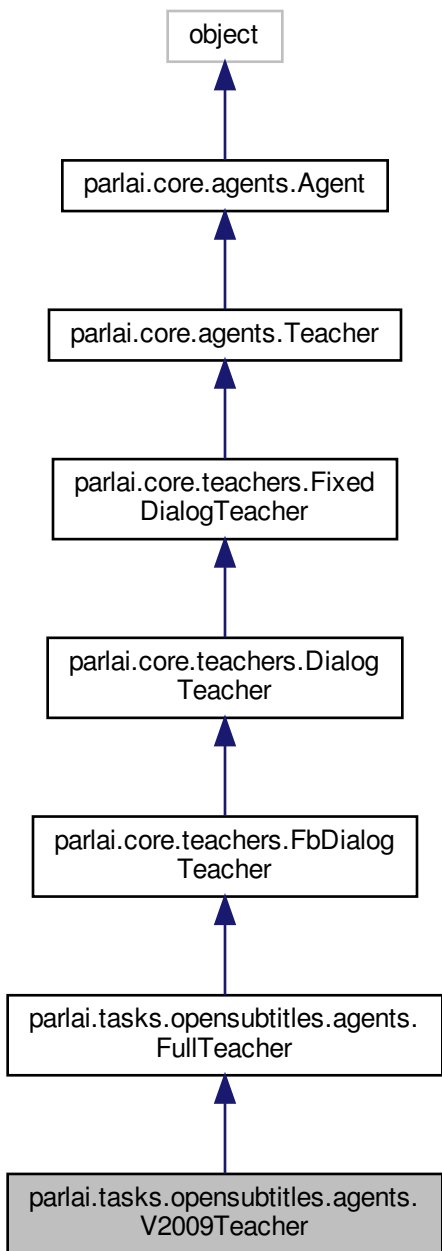 object
parlai.core.agents.Agent
parlai.core.agents.Teacher
parlai.core.teachers.Fixed
DialogTeacher
parlai.core.teachers.Dialog
Teacher
parlai.core.teachers.FbDialog
Teacher
parlai.tasks.opensubtitles.agents.
FullTeacher
parlai.tasks.opensubtitles.agents.
V2009Teacher